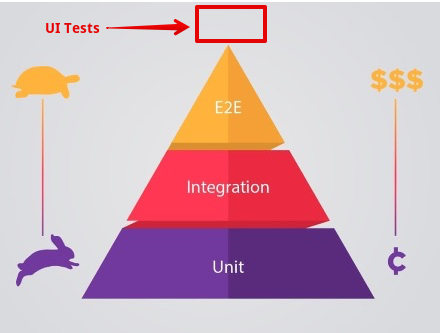 UI Tests
E2E
$$$
Integration
Unit
¢